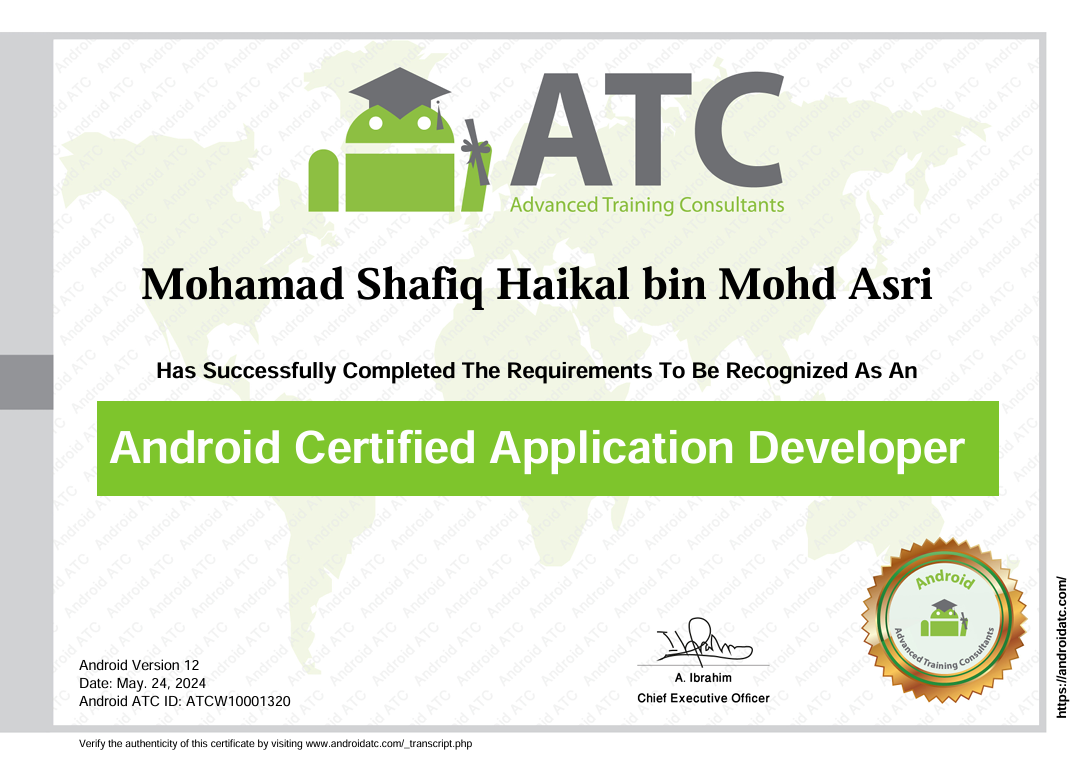 ATC
Advanced Training Consultants
Mohamad Shafiq Haikal bin Mohd Asri
Has Successfully Completed The Requirements To Be Recognized As An
Android Certified Application Developer
Android
Advanced Training Consultants
Android Version 12
Date: May. 24, 2024
Android ATC ID: ATCW10001320
A. Ibrahim
Chief Executive Officer
https://androidatc.com/
Verify the authenticity of this certificate by visiting www.androidatc.com/_transcript.php